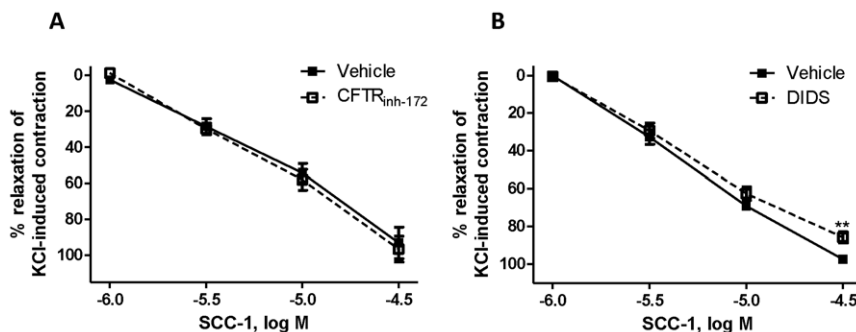 A
% relaxation of
KCl-induced contraction
0
20
40
60
80
100
-6.0
-5.5
-5.0
-4.5
SCC-1, log M
Vehicle
CFTRinh-172
B
% relaxation of
KCl-induced contraction
0
20
40
60
80
100
-6.0
-5.5
-5.0
-4.5
SCC-1, log M
Vehicle
DIDS
**